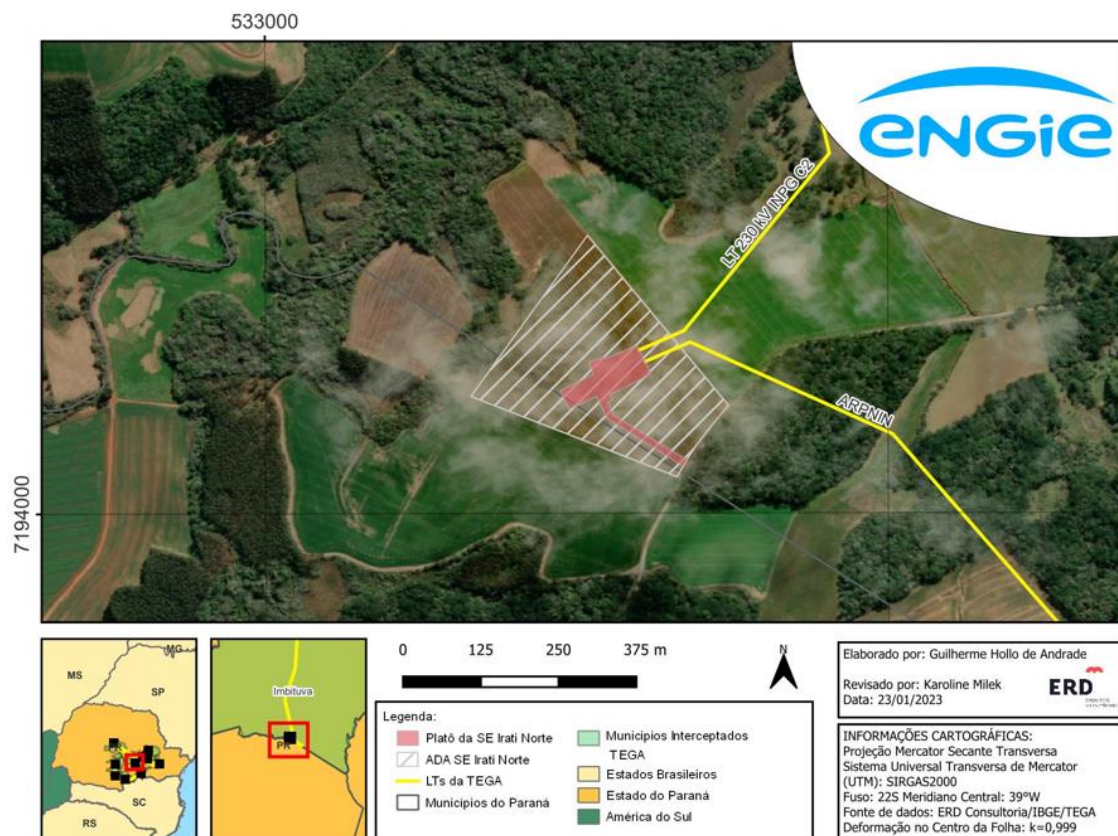 533000
7194000
ENGIE
LT 230 kV INPG C2
ARPNIN
MS
MG
SP
SC
RS
Imbituva
PR
0 125 250 375 m
N
Legenda:
Platô da SE Irati Norte
ADA SE Irati Norte
LTs da TEGA
Municípios do Paraná
Municípios Interceptados
TEGA
Estados Brasileiros
Estado do Paraná
América do Sul
Elaborado por: Guilherme Hollo de Andrade
Revisado por: Karoline Milek
Data: 23/01/2023
ERD
INFORMAÇÕES CARTOGRÁFICAS:
Projeção Mercator Secante Transversa
Sistema Universal Transversa de Mercator
(UTM): SIRGAS2000
Fuso: 22S Meridiano Central: 39°W
Fonte de dados: ERD Consultoria/IBGE/TEGA
Deformação no Centro da Folha: k=0,999